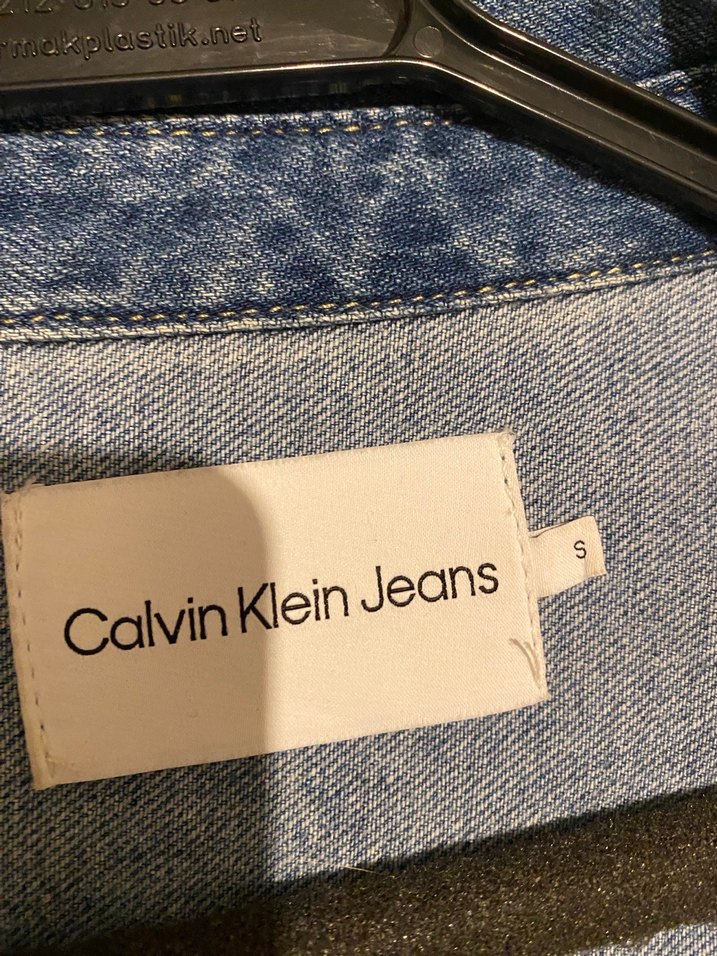 rmakplastik.net
Calvin Klein Jeans
S